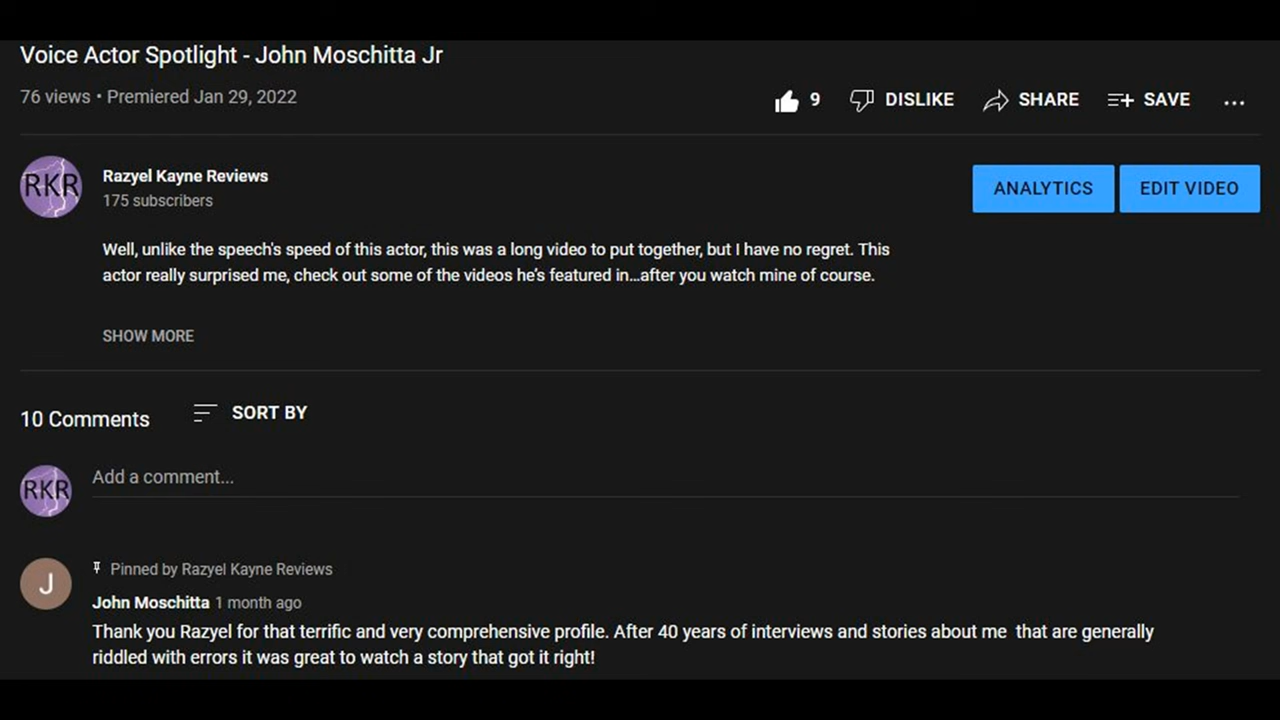 Voice Actor Spotlight - John Moschitta Jr
76 views • Premiered Jan 29, 2022
9 DISLIKE SHARE SAVE ...
RKR
Razyel Kayne Reviews
175 subscribers
ANALYTICS EDIT VIDEO
Well, unlike the speech's speed of this actor, this was a long video to put together, but I have no regret. This
actor really surprised me, check out some of the videos he's featured in...after you watch mine of course.
SHOW MORE
10 Comments SORT BY
RKR
Add a comment...
J
Pinned by Razyel Kayne Reviews
John Moschitta 1 month ago
Thank you Razyel for that terrific and very comprehensive profile. After 40 years of interviews and stories about me that are generally
riddled with errors it was great to watch a story that got it right!